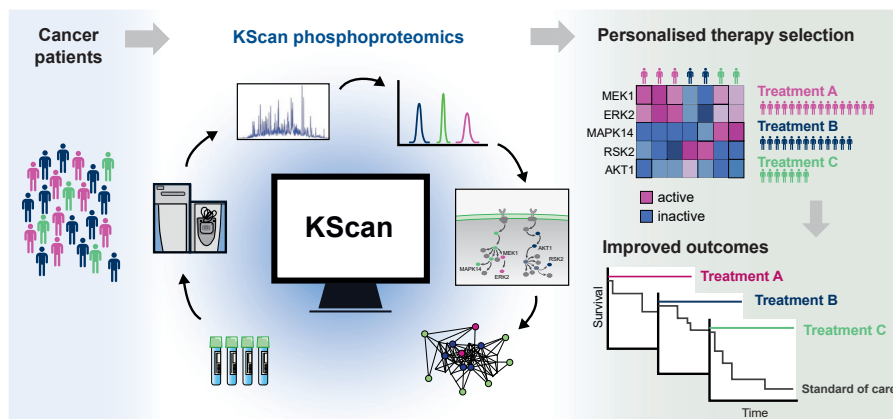 Cancer
patients
KScan phosphoproteomics
Personalised therapy selection
KScan
MEK1
AKT1
RSK2
MAPK14
ERK2
MEK1
ERK2
MAPK14
RSK2
AKT1
active
inactive
Treatment A
Treatment B
Treatment C
Improved outcomes
Survival
Treatment A
Treatment B
Treatment C
Standard of care
Time